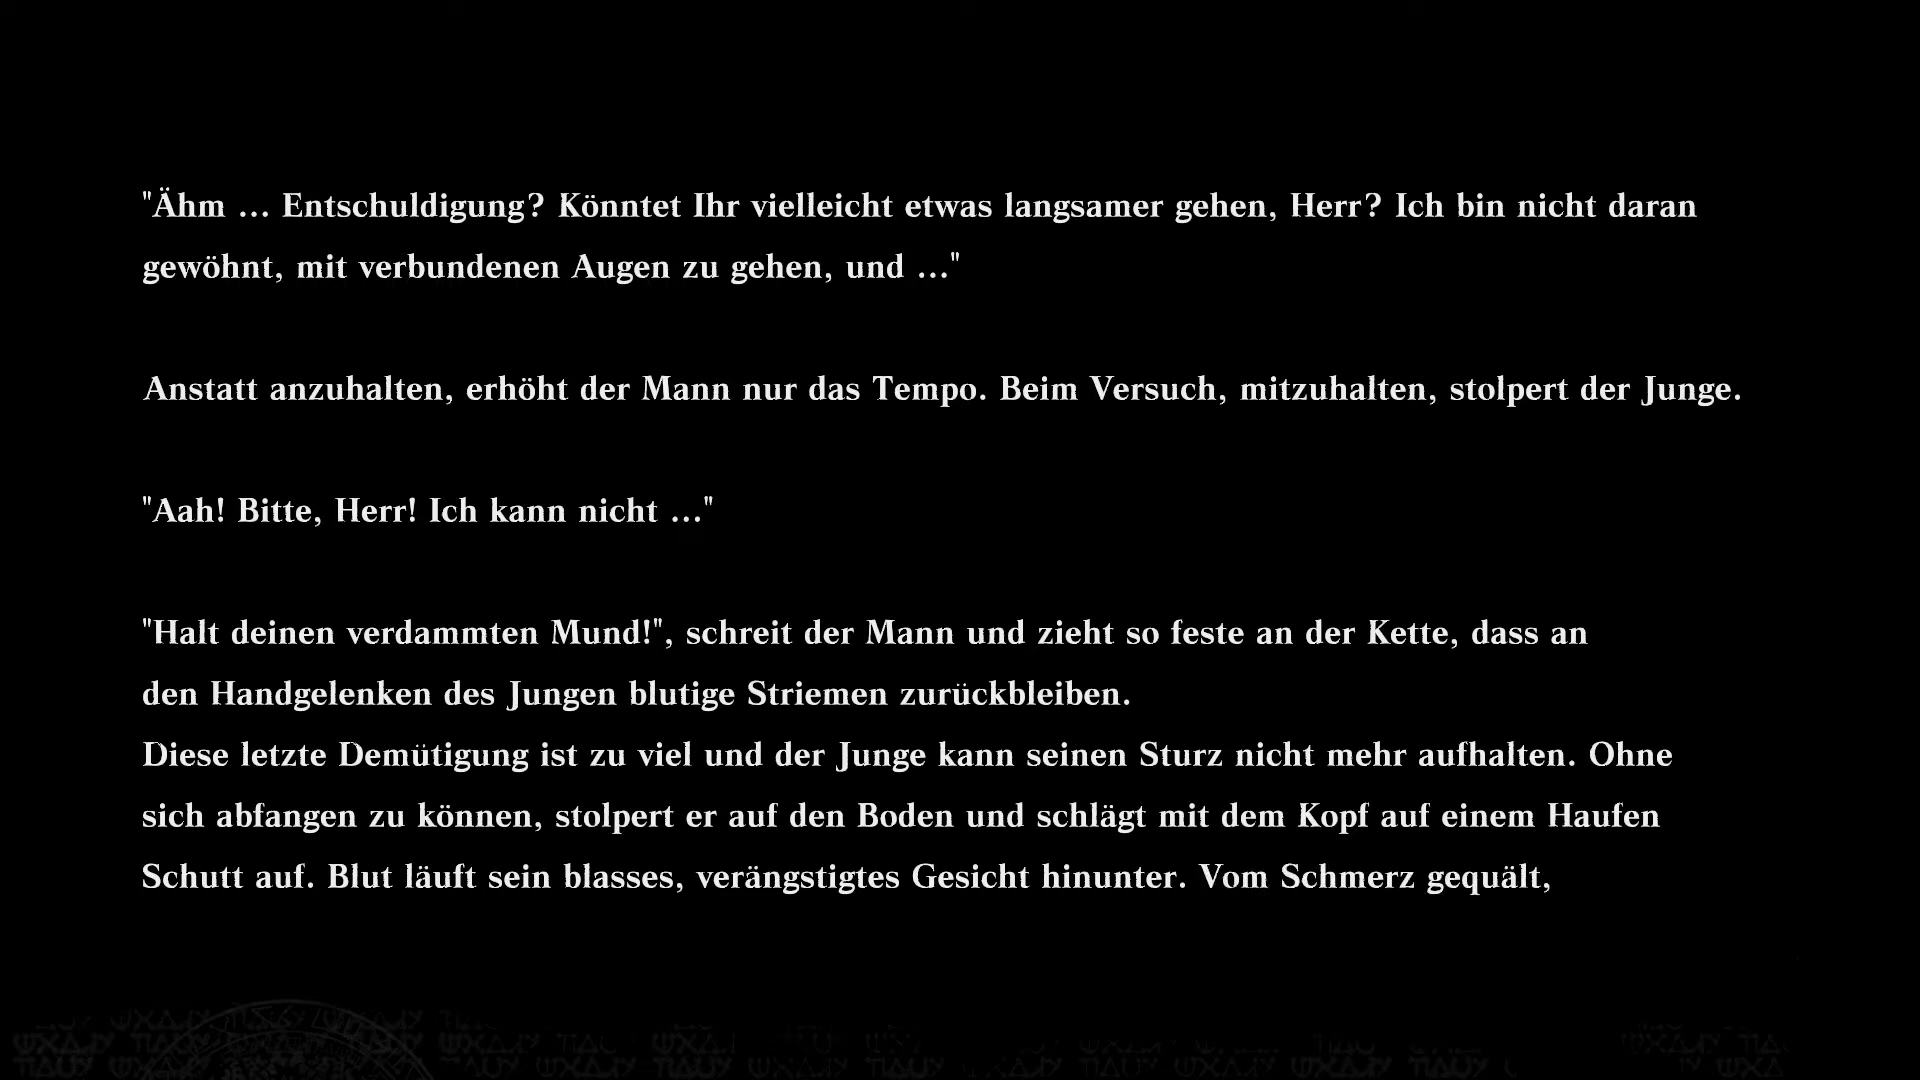 "Ähm … Entschuldigung? Könntet Ihr vielleicht etwas langsamer gehen, Herr? Ich bin nicht daran
gewöhnt, mit verbundenen Augen zu gehen, und …"
Anstatt anzuhalten, erhöht der Mann nur das Tempo. Beim Versuch, mitzuhalten, stolpert der Junge.
"Aah! Bitte, Herr! Ich kann nicht …"
"Halt deinen verdammten Mund!", schreit der Mann und zieht so feste an der Kette, dass an
den Handgelenken des Jungen blutige Striemen zurückbleiben.
Diese letzte Demütigung ist zu viel und der Junge kann seinen Sturz nicht mehr aufhalten. Ohne
sich abfangen zu können, stolpert er auf den Boden und schlägt mit dem Kopf auf einem Haufen
Schutt auf. Blut läuft sein blasses, verängstigtes Gesicht hinunter. Vom Schmerz gequält,